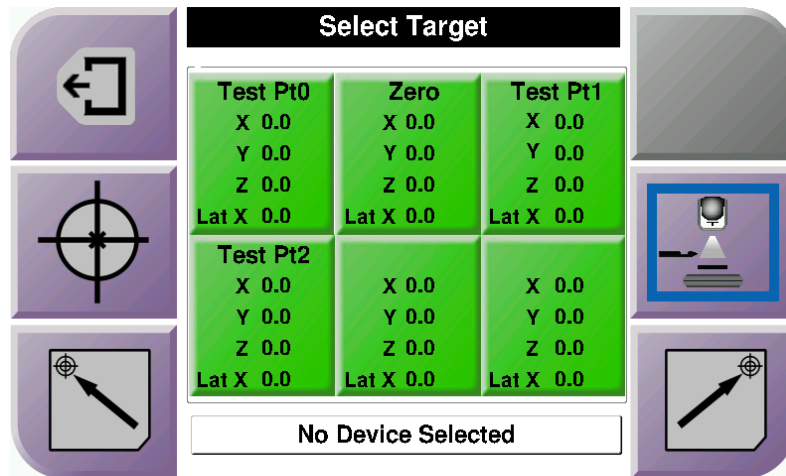 Select Target
Test Pt0 Zero Test Pt1
X 0.0 X 0.0 X 0.0
Y 0.0 Y 0.0 Y 0.0
Z 0.0 Z 0.0 Z 0.0
Lat X 0.0 Lat X 0.0 Lat X 0.0
Test Pt2
X 0.0 X 0.0 X 0.0
Y 0.0 Y 0.0 Y 0.0
Z 0.0 Z 0.0 Z 0.0
Lat X 0.0 Lat X 0.0 Lat X 0.0
No Device Selected